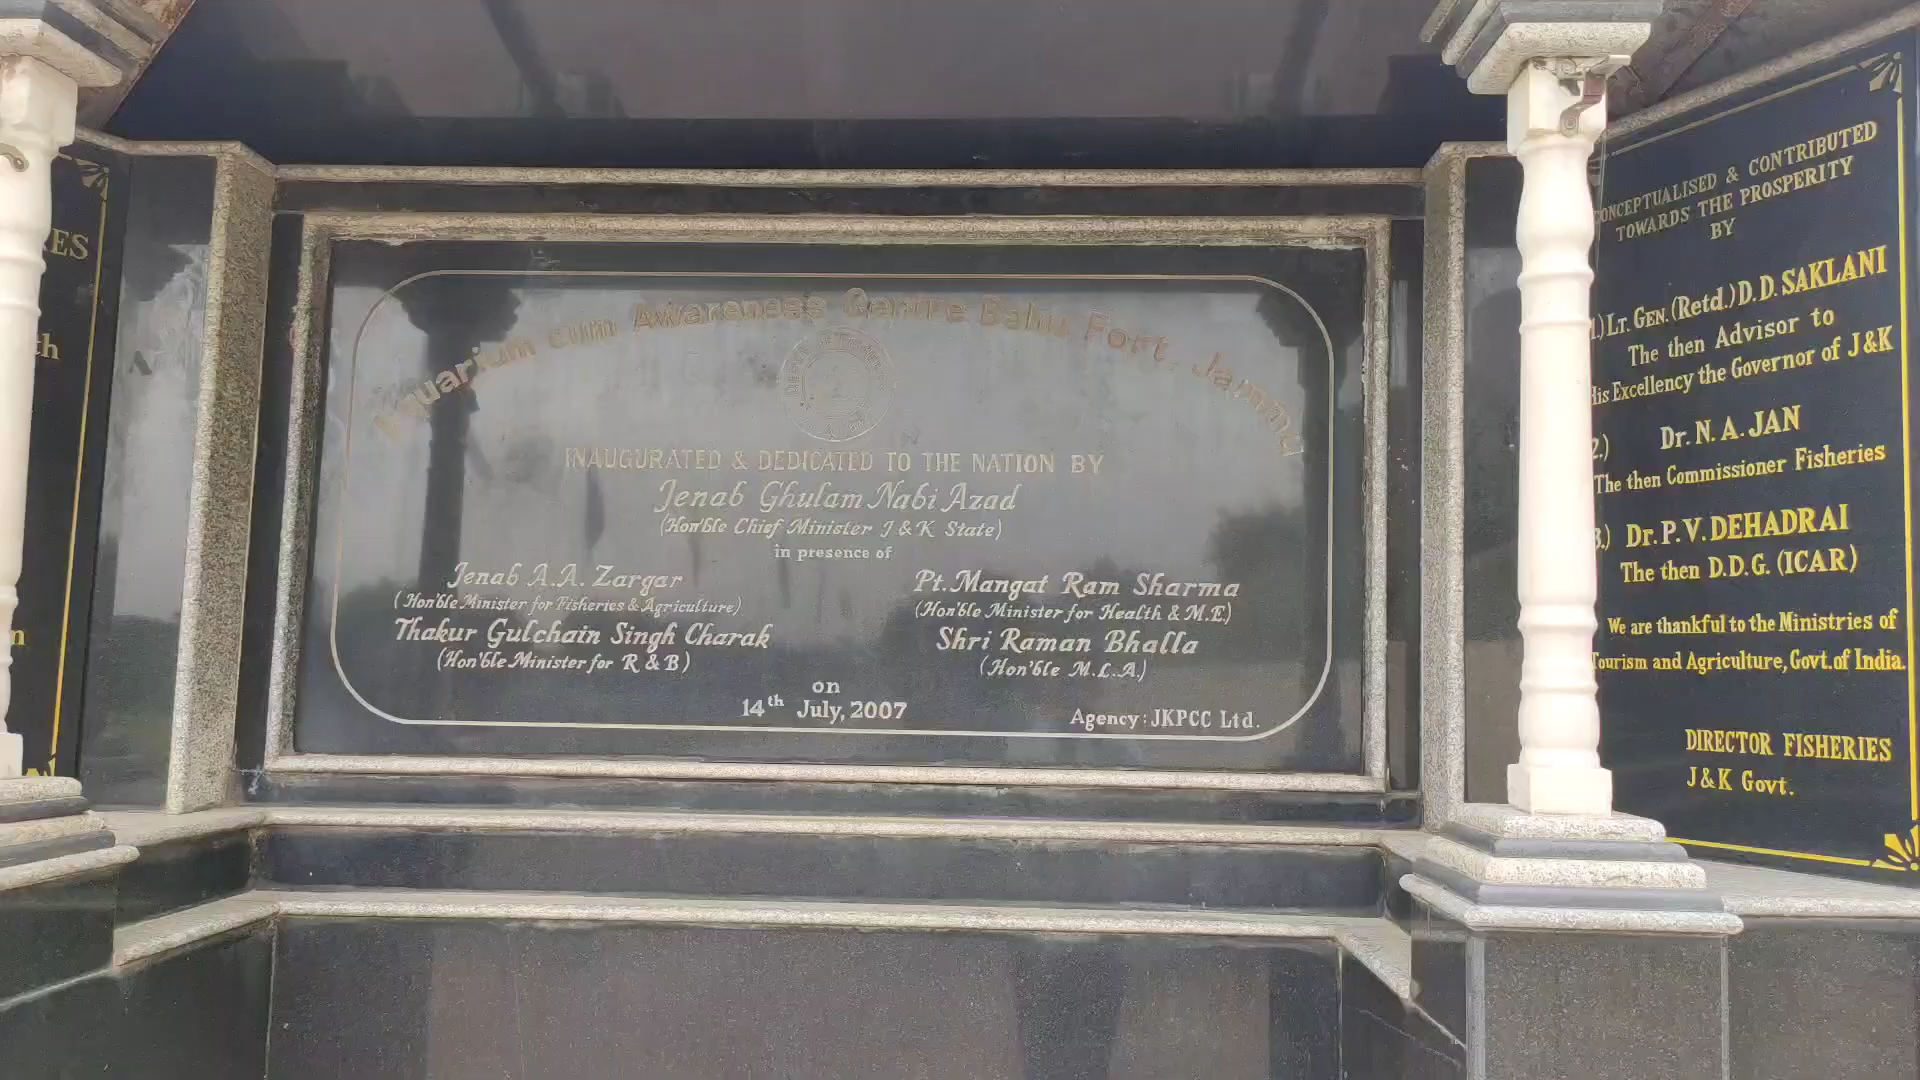 ES
th
n
Aquarium cum Awareness Centre Bahu Fort, Jammu
INAUGURATED & DEDICATED TO THE NATION BY
Jenab Ghulam Nabi Azad
(Hon'ble Chief Minister J & K State)
in presence of
Jenab A.A. Zargar
(Hon'ble Minister for Fisheries & Agriculture)
Thakur Gulchain Singh Charak
(Hon'ble Minister for R & B)
Pt. Mangat Ram Sharma
(Hon'ble Minister for Health & M.E.)
Shri Raman Bhalla
(Hon'ble M.L.A.)
on
14th July, 2007
Agency : JKPCC Ltd.
CONCEPTUALISED & CONTRIBUTED
TOWARDS THE PROSPERITY
BY
1.) LT. GEN. (Retd.) D.D. SAKLANI
The then Advisor to
His Excellency the Governor of J&K
2.) Dr. N. A. JAN
The then Commissioner Fisheries
3.) Dr. P. V. DEHADRAI
The then D.D.G. (ICAR)
We are thankful to the Ministries of
Tourism and Agriculture, Govt. of India.
DIRECTOR FISHERIES
J&K Govt.